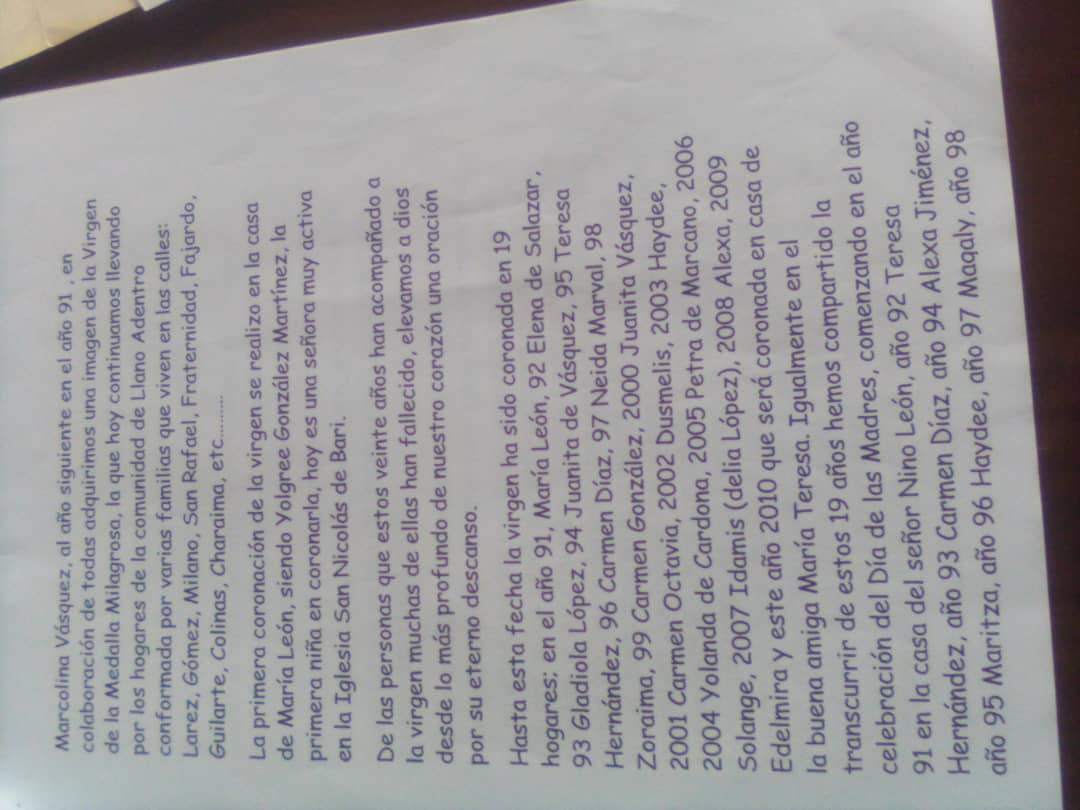 Marcolina Vásquez, al año siguiente en el año 91 , en
colaboración de todas adquirimos una imagen de la Virgen
de la Medalla Milagrosa, la que hoy continuamos llevando
por los hogares de la comunidad de Llano Adentro
conformada por varias familias que viven en las calles:
Larez, Gómez, Milano, San Rafael, Fraternidad, Fajardo,
Guilarte, Colinas, Charaima, etc..........
La primera coronación de la virgen se realizo en la casa
de María León, siendo Yolgree González Martínez, la
primera niña en coronarla, hoy es una señora muy activa
en la Iglesia San Nicolás de Bari.
De las personas que estos veinte años han acompañado a
la virgen muchas de ellas han fallecido, elevamos a dios
desde lo más profundo de nuestro corazón una oración
por su eterno descanso.
Hasta esta fecha la virgen ha sido coronada en 19
hogares; en el año 91, María León, 92 Elena de Salazar,
93 Gladiola López, 94 Juanita de Vásquez, 95 Teresa
Hernández, 96 Carmen Díaz, 97 Neida Marval, 98
Zoraima, 99 Carmen González, 2000 Juanita Vásquez,
2001 Carmen Octavia, 2002 Dusmelis, 2003 Haydee,
2004 Yolanda de Cardona, 2005 Petra de Marcano, 2006
Solange, 2007 Idamis (delia López), 2008 Alexa, 2009
Edelmira y este año 2010 que será coronada en casa de
la buena amiga María Teresa. Igualmente en el
transcurrir de estos 19 años hemos compartido la
celebración del Día de las Madres, comenzando en el año
91 en la casa del señor Nino León, año 92 Teresa
Hernández, año 93 Carmen Díaz, año 94 Alexa Jiménez,
año 95 Maritza, año 96 Haydee, año 97 Magaly, año 98